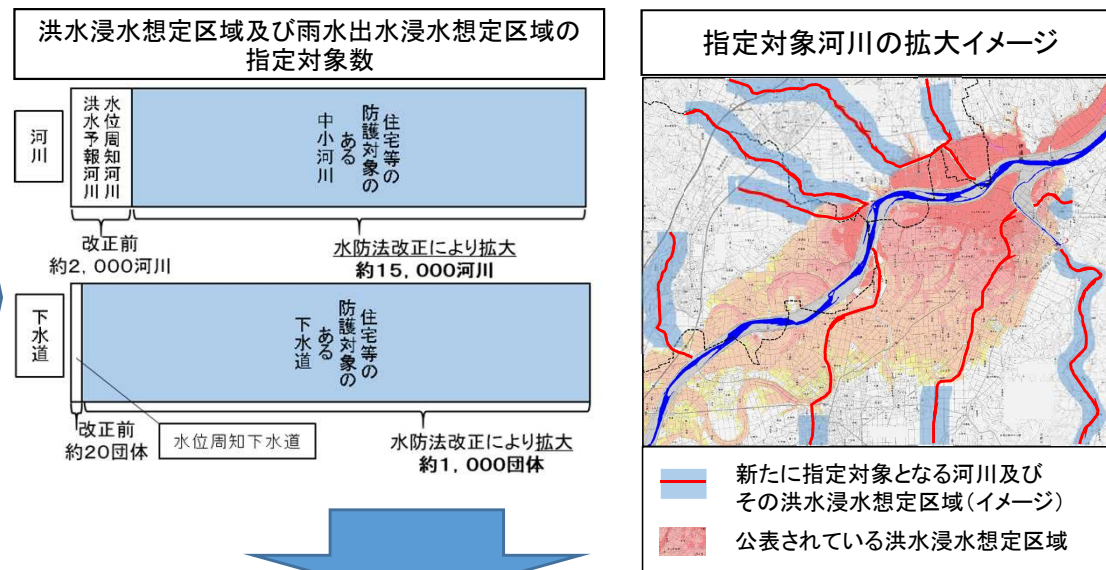 洪水浸水想定区域及び雨水出水浸水想定区域の
指定対象数
河川
水位周知河川
洪水予報河川
住宅等の
防護対象の
ある
中小河川
改正前
約2,000河川
水防法改正により拡大
約15,000河川
下水道
住宅等の
防護対象の
ある
下水道
改正前
約20団体
水位周知下水道
水防法改正により拡大
約1,000団体
指定対象河川の拡大イメージ
新たに指定対象となる河川及び
その洪水浸水想定区域(イメージ)
公表されている洪水浸水想定区域